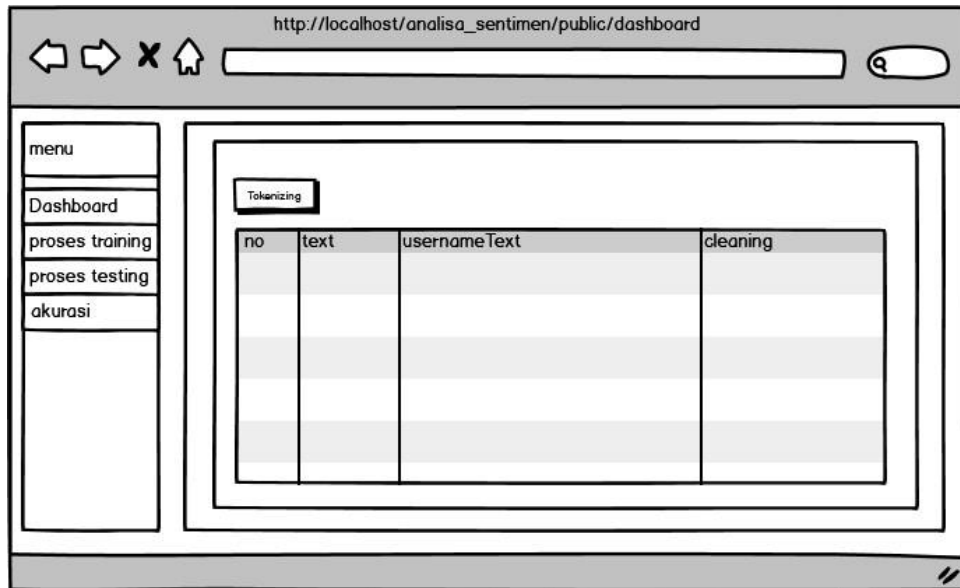 http://localhost/analisa_sentimen/public/dashboard
menu
Dashboard
proses training
proses testing
akurasi
Tokenizing
no text usernameText cleaning